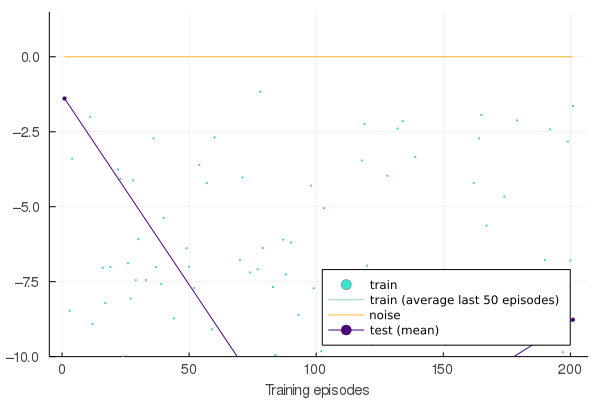 0.0
−2.5
−5.0
−7.5
−10.0
train
train (average last 50 episodes)
noise
test (mean)
0
50
100
150
200
Training episodes